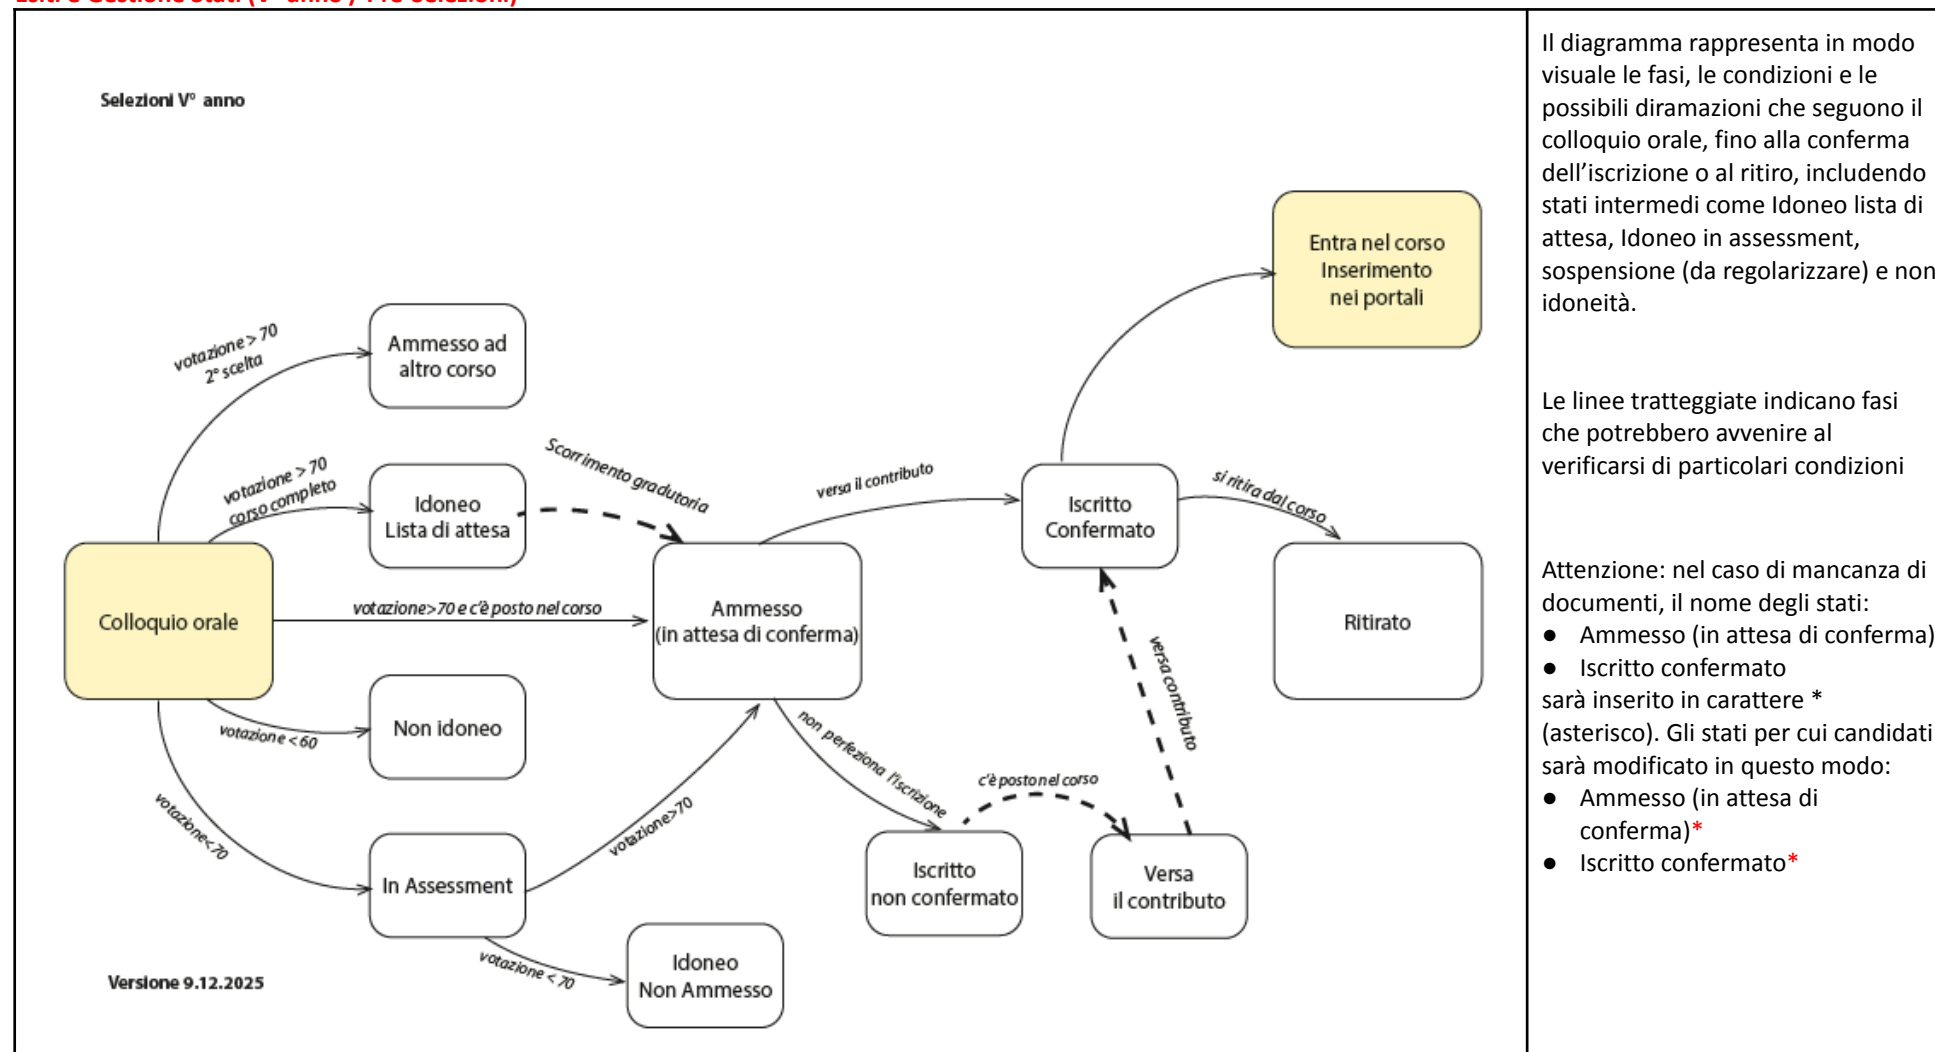 Esiti e Gestione Stati (V° anno / Pre-Selezioni)
Selezioni V° anno
Entra nel corso
Inserimento
nei portali
votazione > 70
2° scelta
Ammesso ad
altro corso
votazione > 70
corso completo
Idoneo
Lista di attesa
Scorrimento gradutoria
versa il contributo
Iscritto
Confermato
si ritira dal corso
Colloquio orale
votazione>70 e c'è posto nel corso
Ammesso
(in attesa di conferma)
Ritirato
versa contributo
votazione <60
Non idoneo
non perfeziona l'iscrizione
c'è posto nel corso
votazione<70
In Assessment
votazione>70
Iscritto
non confermato
Versa
il contributo
votazione < 70
Idoneo
Non Ammesso
Versione 9.12.2025
Il diagramma rappresenta in modo
visuale le fasi, le condizioni e le
possibili diramazioni che seguono il
colloquio orale, fino alla conferma
dell’iscrizione o al ritiro, includendo
stati intermedi come Idoneo lista di
attesa, Idoneo in assessment,
sospensione (da regolarizzare) e non
idoneità.
Le linee tratteggiate indicano fasi
che potrebbero avvenire al
verificarsi di particolari condizioni
Attenzione: nel caso di mancanza di
documenti, il nome degli stati:
● Ammesso (in attesa di conferma)
● Iscritto confermato
sarà inserito in carattere *
(asterisco). Gli stati per cui candidati
sarà modificato in questo modo:
● Ammesso (in attesa di
conferma)*
● Iscritto confermato*